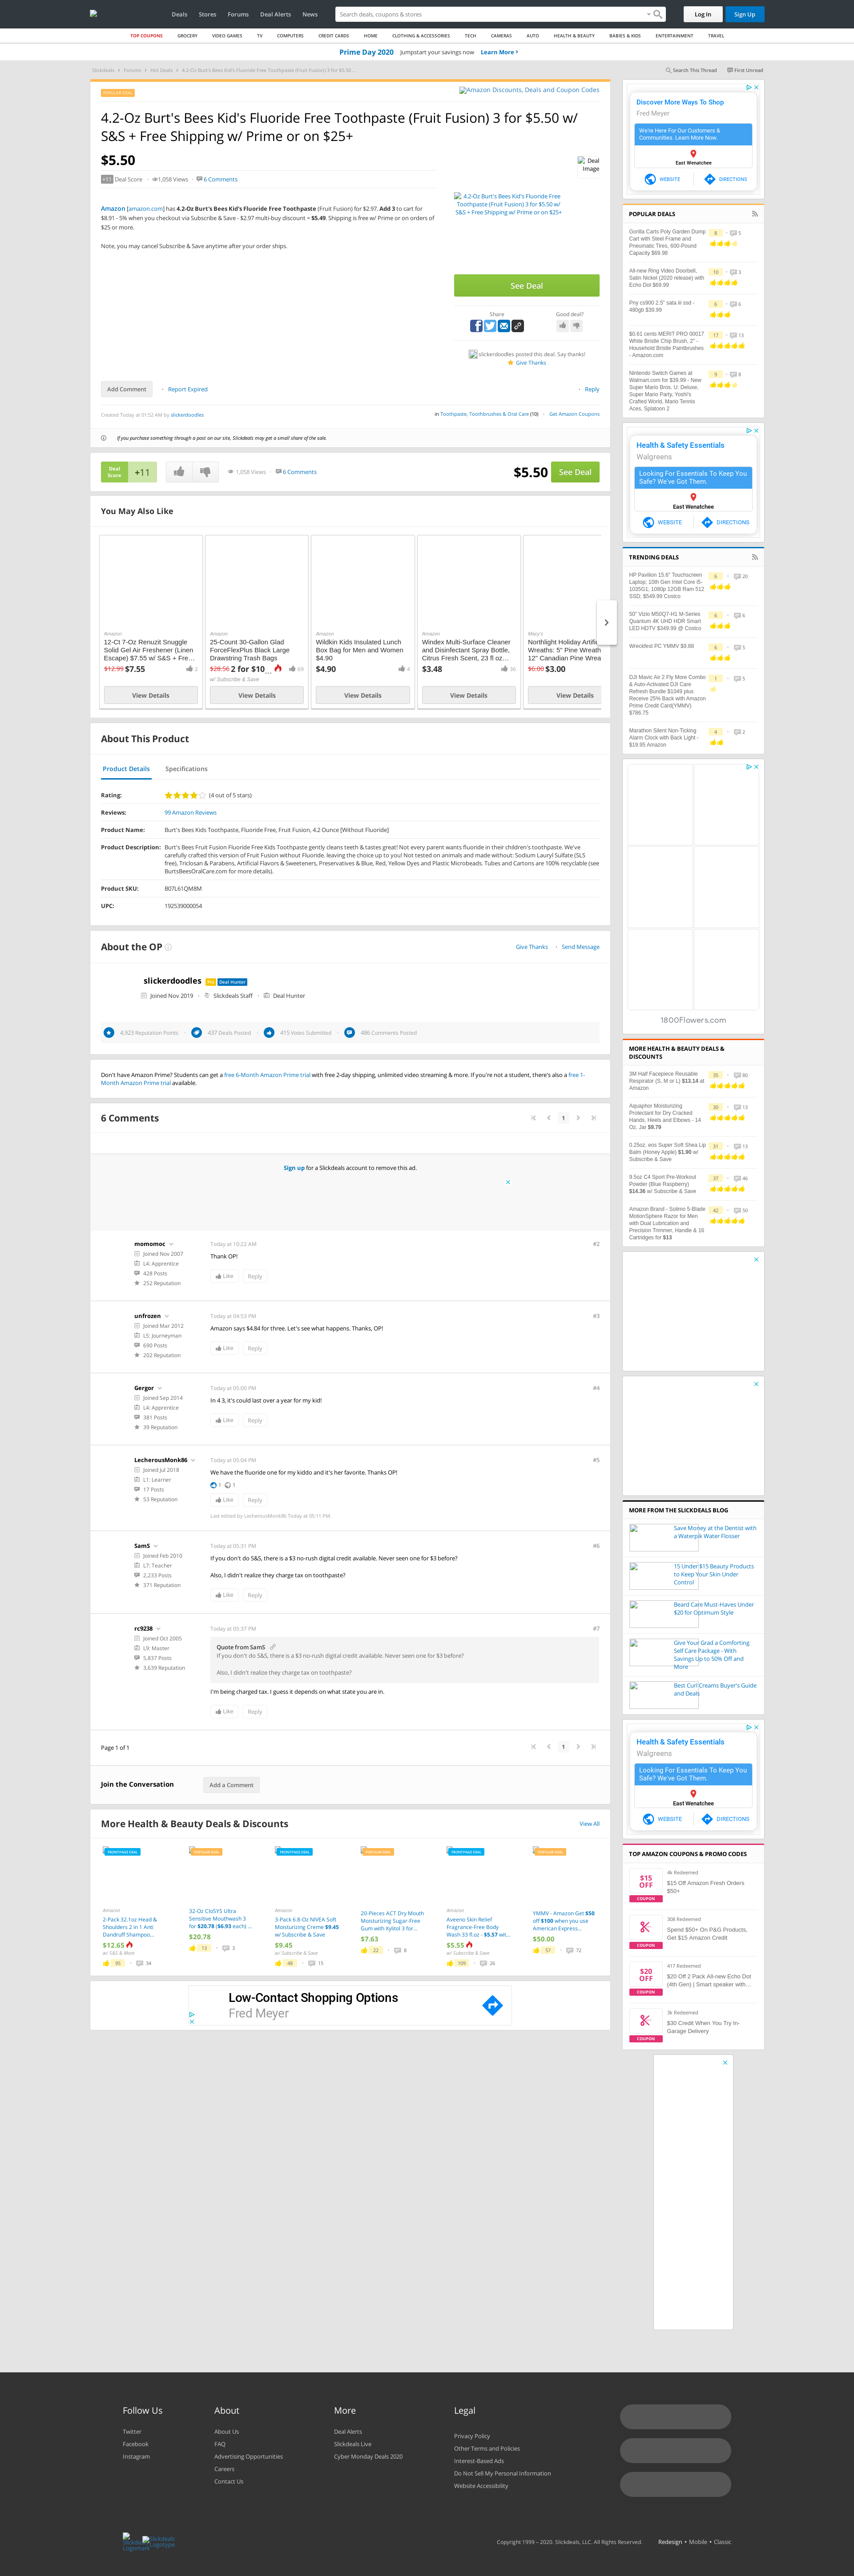 Deals
Stores
Forums
Deal Alerts
News
Search deals, coupons & stores
Log In
Sign Up
TOP COUPONS
GROCERY
VIDEO GAMES
TV
COMPUTERS
CREDIT CARDS
HOME
CLOTHING & ACCESSORIES
TECH
CAMERAS
AUTO
HEALTH & BEAUTY
BABIES & KIDS
ENTERTAINMENT
TRAVEL
Prime Day 2020 Jumpstart your savings now Learn More ›
Slickdeals › Forums › Hot Deals › 4.2-Oz Burt's Bees Kid's Fluoride Free Toothpaste (Fruit Fusion) 3 for $5.50 ...
Search This Thread
First Unread
POPULAR DEAL
Amazon Discounts, Deals and Coupon Codes
4.2-Oz Burt's Bees Kid's Fluoride Free Toothpaste (Fruit Fusion) 3 for $5.50 w/
S&S + Free Shipping w/ Prime or on $25+
$5.50
Deal
Image
+11 Deal Score
1,058 Views
6 Comments
Amazon [amazon.com] has 4.2-Oz Burt's Bees Kid's Fluoride Free Toothpaste (Fruit Fusion) for $2.97. Add 3 to cart for
$8.91 - 5% when you checkout via Subscribe & Save - $2.97 multi-buy discount = $5.49. Shipping is free w/ Prime or on orders of
$25 or more.
Note, you may cancel Subscribe & Save anytime after your order ships.
4.2-Oz Burt's Bees Kid's Fluoride Free
Toothpaste (Fruit Fusion) 3 for $5.50 w/
S&S + Free Shipping w/ Prime or on $25+
See Deal
Share
Good deal?
slickerdoodles posted this deal. Say thanks!
Give Thanks
Add Comment
Report Expired
Reply
Created Today at 01:52 AM by slickerdoodles
in Toothpaste, Toothbrushes & Oral Care (10)
Get Amazon Coupons
If you purchase something through a post on our site, Slickdeals may get a small share of the sale.
Deal
Score
+11
1,058 Views
6 Comments
$5.50
See Deal
You May Also Like
Amazon
12-Ct 7-Oz Renuzit Snuggle
Solid Gel Air Freshener (Linen
Escape) $7.55 w/ S&S + Fre...
$12.99 $7.55
2
View Details
Amazon
25-Count 30-Gallon Glad
ForceFlexPlus Black Large
Drawstring Trash Bags
$28.56 2 for $10 ...
69
w/ Subscribe & Save
View Details
Amazon
Wildkin Kids Insulated Lunch
Box Bag for Men and Women
$4.90
$4.90
4
View Details
Amazon
Windex Multi-Surface Cleaner
and Disinfectant Spray Bottle,
Citrus Fresh Scent, 23 fl oz...
$3.48
36
View Details
Macy's
Northlight Holiday Artific
Wreaths: 5" Pine Wreath
12" Canadian Pine Wrea
$6.00 $3.00
View Details
About This Product
Product Details
Specifications
Rating: (4 out of 5 stars)
Reviews: 99 Amazon Reviews
Product Name: Burt's Bees Kids Toothpaste, Fluoride Free, Fruit Fusion, 4.2 Ounce [Without Fluoride]
Product Description: Burt's Bees Fruit Fusion Fluoride Free Kids Toothpaste gently cleans teeth & tastes great! Not every parent wants fluoride in their children's toothpaste. We've
carefully crafted this version of Fruit Fusion without Fluoride, leaving the choice up to you! Not tested on animals and made without: Sodium Lauryl Sulfate (SLS
free), Triclosan & Parabens, Artificial Flavors & Sweeteners, Preservatives & Blue, Red, Yellow Dyes and Plastic Microbeads. Tubes and Cartons are 100% recyclable (see
BurtsBeesOralCare.com for more details).
Product SKU: B07L61QM8M
UPC: 192539000054
About the OP
Give Thanks
Send Message
slickerdoodles
Pro
Deal Hunter
Joined Nov 2019
Slickdeals Staff
Deal Hunter
4,923 Reputation Points
437 Deals Posted
415 Votes Submitted
486 Comments Posted
Don't have Amazon Prime? Students can get a free 6-Month Amazon Prime trial with free 2-day shipping, unlimited video streaming & more. If you're not a student, there's also a free 1-
Month Amazon Prime trial available.
6 Comments
1
Sign up for a Slickdeals account to remove this ad.
momomoc
Joined Nov 2007
L4: Apprentice
428 Posts
252 Reputation
Today at 10:22 AM
#2
Thank OP!
Like
Reply
unfrozen
Joined Mar 2012
L5: Journeyman
690 Posts
202 Reputation
Today at 04:53 PM
#3
Amazon says $4.84 for three. Let's see what happens. Thanks, OP!
Like
Reply
Gergor
Joined Sep 2014
L4: Apprentice
381 Posts
39 Reputation
Today at 05:00 PM
#4
In 4 3, it's could last over a year for my kid!
Like
Reply
LecherousMonk86
Joined Jul 2018
L1: Learner
17 Posts
53 Reputation
Today at 05:04 PM
#5
We have the fluoride one for my kiddo and it's her favorite. Thanks OP!
1
1
Like
Reply
Last edited by LecherousMonk86 Today at 05:11 PM
SamS
Joined Feb 2010
L7: Teacher
2,233 Posts
371 Reputation
Today at 05:31 PM
#6
If you don't do S&S, there is a $3 no-rush digital credit available. Never seen one for $3 before?
Also, I didn't realize they charge tax on toothpaste?
Like
Reply
rc9238
Joined Oct 2005
L9: Master
5,837 Posts
3,639 Reputation
Today at 05:37 PM
#7
Quote from SamS
If you don't do S&S, there is a $3 no-rush digital credit available. Never seen one for $3 before?
Also, I didn't realize they charge tax on toothpaste?
I'm being charged tax. I guess it depends on what state you are in.
Like
Reply
Page 1 of 1
1
Join the Conversation
Add a Comment
More Health & Beauty Deals & Discounts
View All
FRONTPAGE DEAL
Amazon
2-Pack 32.1oz Head &
Shoulders 2 in 1 Anti
Dandruff Shampoo...
$12.65
w/ S&S & More
95
34
POPULAR DEAL
32-Oz CloSYS Ultra
Sensitive Mouthwash 3
for $20.78 ($6.93 each) ...
$20.78
13
3
FRONTPAGE DEAL
Amazon
3-Pack 6.8-Oz NIVEA Soft
Moisturizing Creme $9.45
w/ Subscribe & Save
$9.45
w/ Subscribe & Save
46
15
POPULAR DEAL
20-Pieces ACT Dry Mouth
Moisturizing Sugar-Free
Gum with Xylitol 3 for...
$7.63
22
8
FRONTPAGE DEAL
Amazon
Aveeno Skin Relief
Fragrance-Free Body
Wash 33 fl.oz - $5.57 wit...
$5.55
w/ Subscribe & Save
109
26
POPULAR DEAL
YMMV - Amazon Get $50
off $100 when you use
American Express...
$50.00
57
72
Low-Contact Shopping Options
Fred Meyer
Discover More Ways To Shop
Fred Meyer
We're Here For Our Customers &
Communities. Learn More Now.
East Wenatchee
WEBSITE
DIRECTIONS
POPULAR DEALS
Gorilla Carts Poly Garden Dump
Cart with Steel Frame and
Pneumatic Tires, 600-Pound
Capacity $69.98
8
5
All-new Ring Video Doorbell,
Satin Nickel (2020 release) with
Echo Dot $69.99
10
3
Pny cs900 2.5" sata iii ssd -
480gb $39.99
6
6
$0.61 cents MERIT PRO 00017
White Bristle Chip Brush, 2" -
Household Bristle Paintbrushes
- Amazon.com
17
13
Nintendo Switch Games at
Walmart.com for $39.99 - New
Super Mario Bros. U: Deluxe,
Super Mario Party, Yoshi's
Crafted World, Mario Tennis
Aces, Splatoon 2
9
8
Health & Safety Essentials
Walgreens
Looking For Essentials To Keep You
Safe? We've Got Them.
East Wenatchee
WEBSITE
DIRECTIONS
TRENDING DEALS
HP Pavilion 15.6" Touchscreen
Laptop: 10th Gen Intel Core i5-
1035G1; 1080p 12GB Ram 512
SSD; $549.99 Costco
6
20
50" Vizio M50Q7-H1 M-Series
Quantum 4K UHD HDR Smart
LED HDTV $349.99 @ Costco
6
6
Wreckfest PC YMMV $9.88
6
5
DJI Mavic Air 2 Fly More Combo
& Auto-Activated DJI Care
Refresh Bundle $1049 plus
Receive 25% Back with Amazon
Prime Credit Card(YMMV)
$786.75
1
5
Marathon Silent Non-Ticking
Alarm Clock with Back Light -
$19.95 Amazon
4
2
1800Flowers.com
MORE HEALTH & BEAUTY DEALS &
DISCOUNTS
3M Half Facepiece Reusable
Respirator (S, M or L) $13.14 at
Amazon
35
80
Aquaphor Moisturizing
Protectant for Dry Cracked
Hands, Heels and Elbows - 14
Oz. Jar $9.79
30
13
0.25oz. eos Super Soft Shea Lip
Balm (Honey Apple) $1.90 w/
Subscribe & Save
31
13
9.5oz C4 Sport Pre-Workout
Powder (Blue Raspberry)
$14.36 w/ Subscribe & Save
37
46
Amazon Brand - Solimo 5-Blade
MotionSphere Razor for Men
with Dual Lubrication and
Precision Trimmer, Handle & 16
Cartridges for $13
42
50
MORE FROM THE SLICKDEALS BLOG
Save Money at the Dentist with
a Waterpik Water Flosser
15 Under $15 Beauty Products
to Keep Your Skin Under
Control
Beard Care Must-Haves Under
$20 for Optimum Style
Give Your Grad a Comforting
Self Care Package - With
Savings Up to 50% Off and
More
Best Curl Creams Buyer's Guide
and Deals
Health & Safety Essentials
Walgreens
Looking For Essentials To Keep You
Safe? We've Got Them.
East Wenatchee
WEBSITE
DIRECTIONS
TOP AMAZON COUPONS & PROMO CODES
$15
OFF
COUPON
4k Redeemed
$15 Off Amazon Fresh Orders
$50+
COUPON
308 Redeemed
Spend $50+ On P&G Products,
Get $15 Amazon Credit
$20
OFF
COUPON
417 Redeemed
$20 Off 2 Pack All-new Echo Dot
(4th Gen) | Smart speaker with...
COUPON
3k Redeemed
$30 Credit When You Try In-
Garage Delivery
Follow Us
Twitter
Facebook
Instagram
About
About Us
FAQ
Advertising Opportunities
Careers
Contact Us
More
Deal Alerts
Slickdeals Live
Cyber Monday Deals 2020
Legal
Privacy Policy
Other Terms and Policies
Interest-Based Ads
Do Not Sell My Personal Information
Website Accessibility
Slickdeals
Logotype
Copyright 1999 – 2020. Slickdeals, LLC. All Rights Reserved.
Redesign • Mobile • Classic